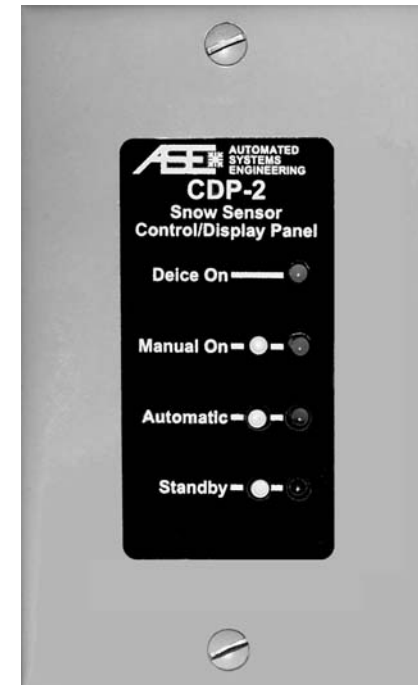 ASE AUTOMATED
SYSTEMS
ENGINEERING
CDP-2
Snow Sensor
Control/Display Panel
Deice On
Manual On
Automatic
Standby